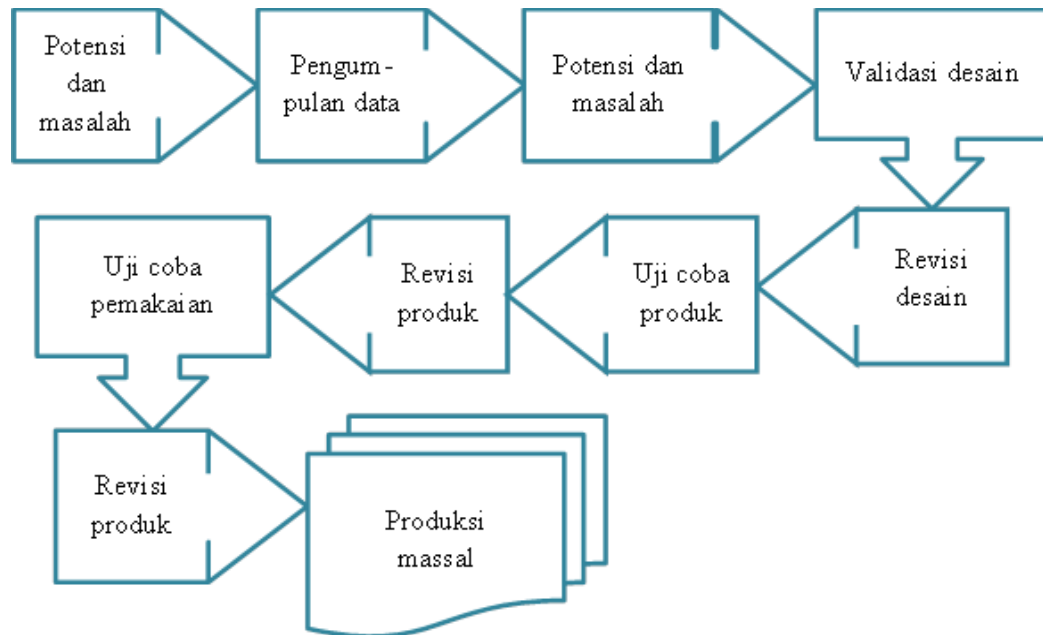 Potensi
dan
masalah
Pengum-
pulan data
Potensi dan
masalah
Validasi desain
Revisi
desain
Uji coba
produk
Revisi
produk
Uji coba
pemakaian
Revisi
produk
Produksi
massal